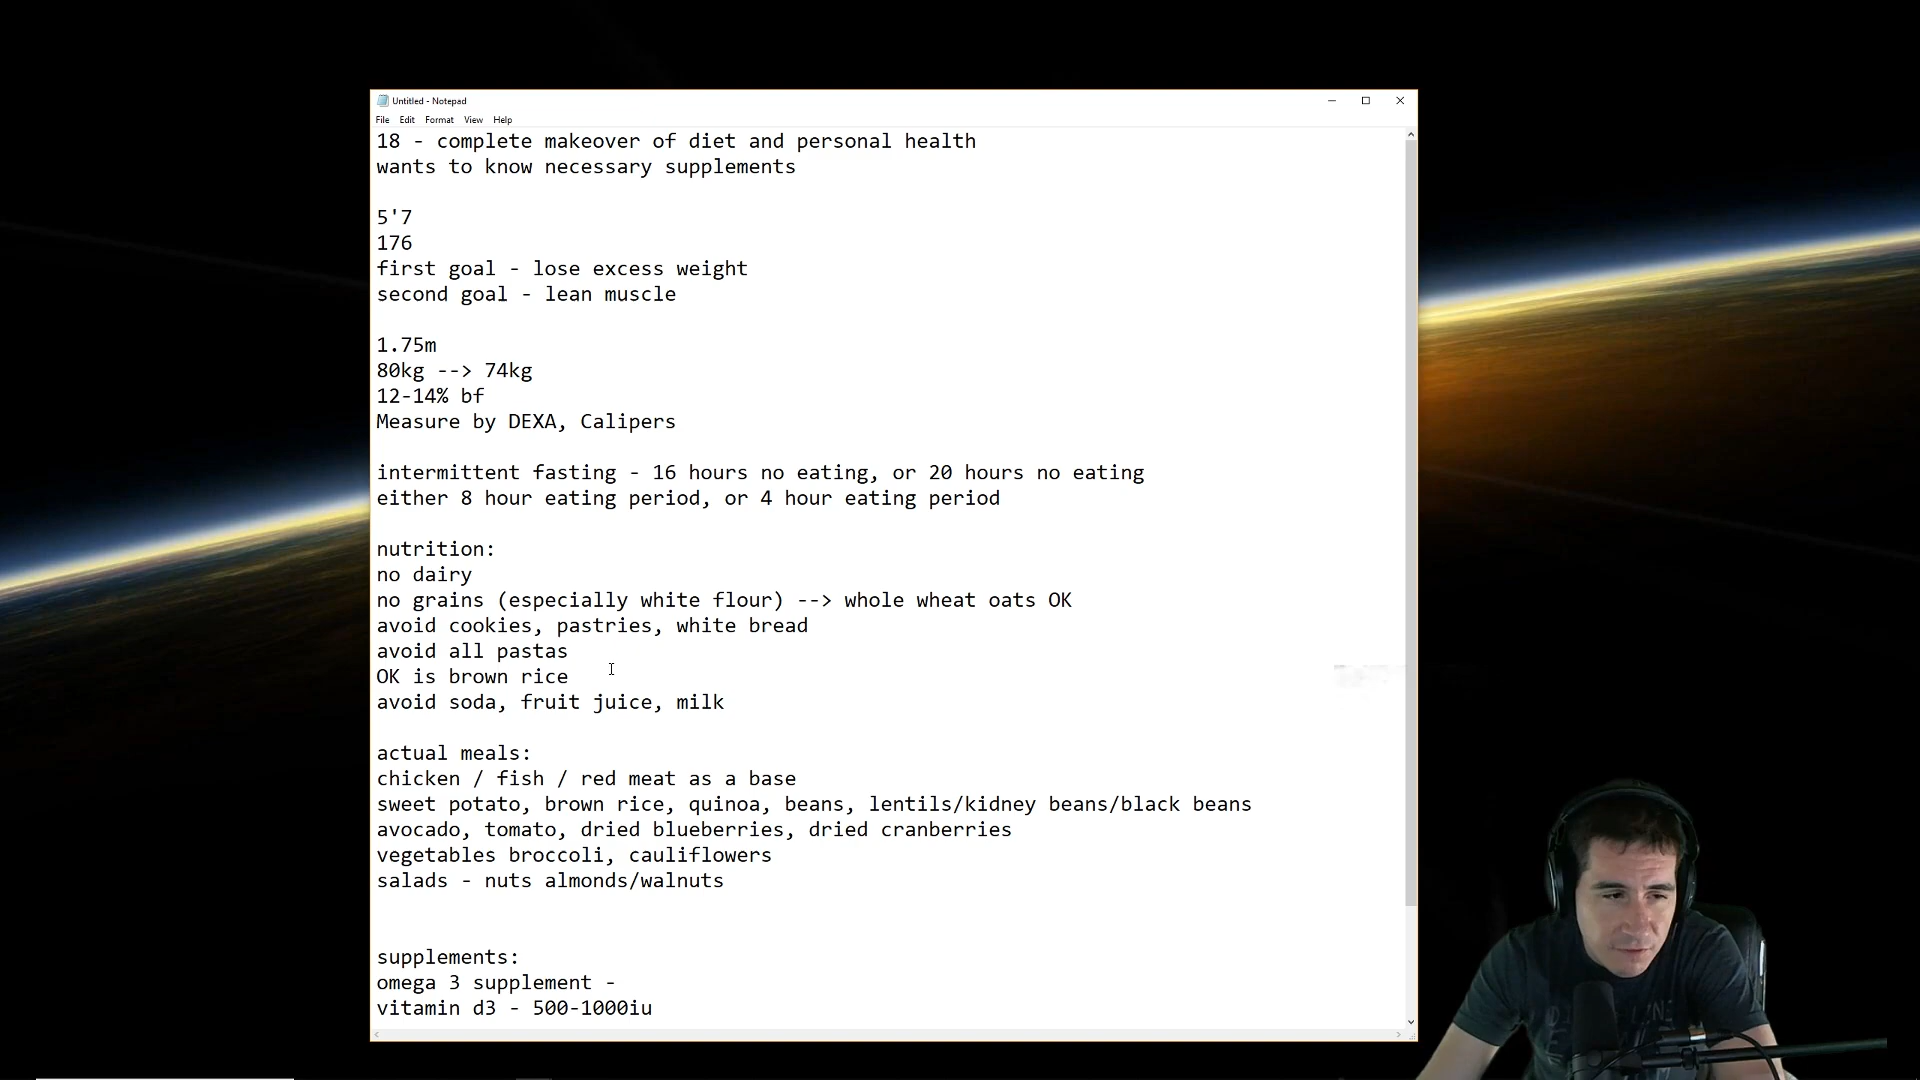 Untitled - Notepad
File Edit Format View Help
18 - complete makeover of diet and personal health
wants to know necessary supplements
5'7
176
first goal - lose excess weight
second goal - lean muscle
1.75m
80kg --> 74kg
12-14% bf
Measure by DEXA, Calipers
intermittent fasting - 16 hours no eating, or 20 hours no eating
either 8 hour eating period, or 4 hour eating period
nutrition:
no dairy
no grains (especially white flour) --> whole wheat oats OK
avoid cookies, pastries, white bread
avoid all pastas
OK is brown rice
avoid soda, fruit juice, milk
actual meals:
chicken / fish / red meat as a base
sweet potato, brown rice, quinoa, beans, lentils/kidney beans/black beans
avocado, tomato, dried blueberries, dried cranberries
vegetables broccoli, cauliflowers
salads - nuts almonds/walnuts
supplements:
omega 3 supplement -
vitamin d3 - 500-1000iu